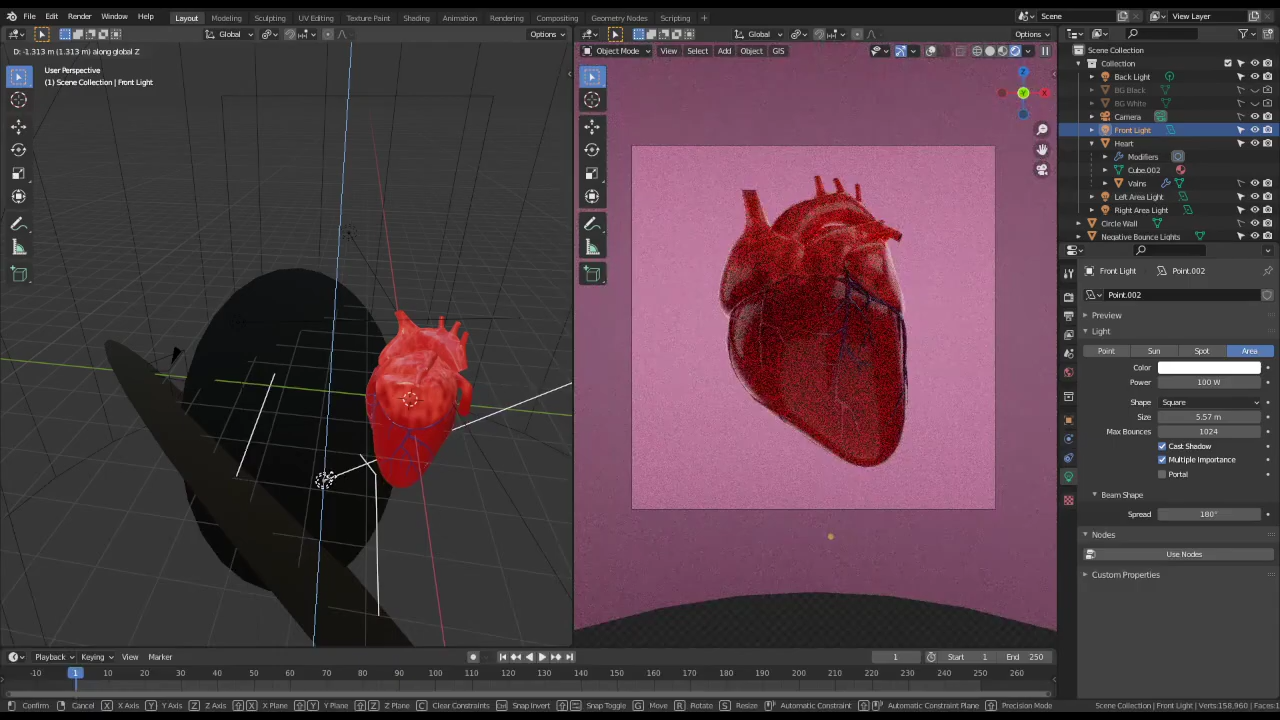 File Edit Render Window Help Layout Modeling Sculpting UV Editing Texture Paint Shading Animation Rendering Compositing Geometry Nodes Scripting + Scene View Layer
Global Options Global Options
D: -1.313 m (1.313 m) along global Z
Object Mode View Select Add Object GIS
User Perspective
(1) Scene Collection | Front Light
Z
Y
X
Scene Collection
Collection
Back Light
BG Black
BG White
Camera
Front Light
Heart
Modifiers
Cube.002
Vains
Left Area Light
Right Area Light
Circle Wall
Negative Bounce Lights
Front Light Point.002
Point.002
Preview
Light
Point Sun Spot Area
Color
Power 100 W
Shape Square
Size 5.57 m
Max Bounces 1024
Cast Shadow
Multiple Importance
Portal
Beam Shape
Spread 180°
Nodes
Use Nodes
Custom Properties
Playback Keying View Marker 1 Start 1 End 250
-10 1 10 20 30 40 50 60 70 80 90 100 110 120 130 140 150 160 170 180 190 200 210 220 230 240 250 260
Confirm Cancel X X Axis Y Y Axis Z Z Axis X X Plane Y Y Plane Z Z Plane C Clear Constraints Snap Invert Snap Toggle G Move R Rotate S Resize Automatic Constraint Automatic Constraint Plane Precision Mode Scene Collection | Front Light | Verts:158,960 | Faces:1